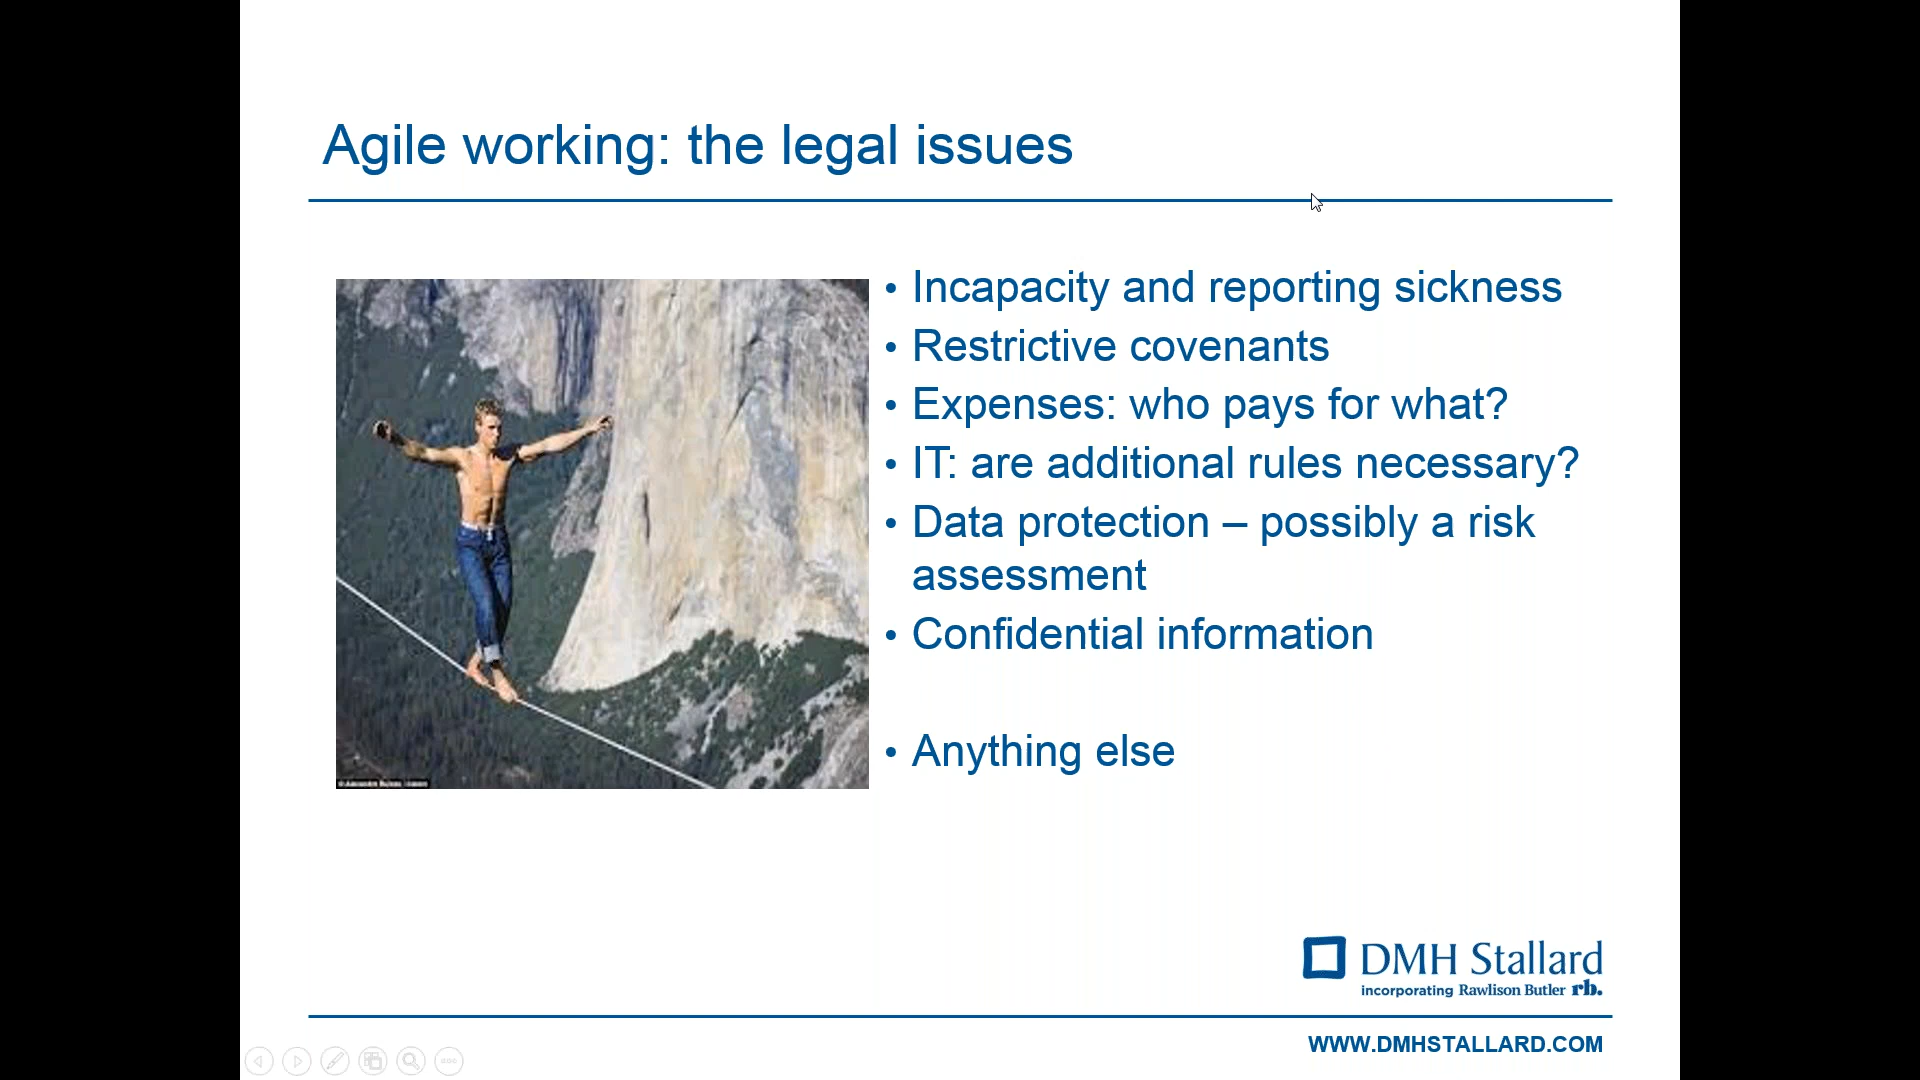 Agile working: the legal issues
• Incapacity and reporting sickness
• Restrictive covenants
• Expenses: who pays for what?
• IT: are additional rules necessary?
• Data protection – possibly a risk
assessment
• Confidential information
• Anything else
DMH Stallard
incorporating Rawlison Butler rb.
WWW.DMHSTALLARD.COM